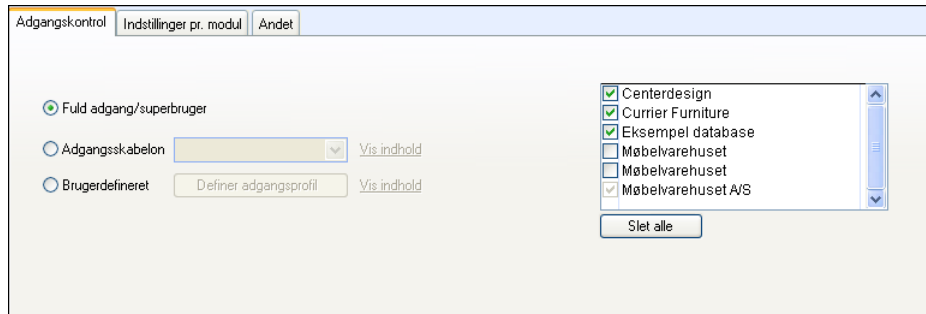 Adgangskontrol Indstillinger pr. modul Andet
Fuld adgang/superbruger
Adgangsskabelon Vis indhold
Brugerdefineret Definer adgangsprofil Vis indhold
Centerdesign
Currier Furniture
Eksempel database
Møbelvarehuset
Møbelvarehuset
Møbelvarehuset A/S
Slet alle